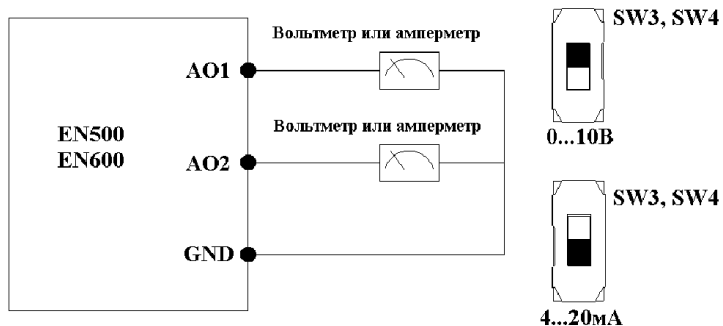 Вольтметр или амперметр
AO1
EN500
EN600
Вольтметр или амперметр
AO2
GND
SW3, SW4
0...10В
SW3, SW4
4...20мА